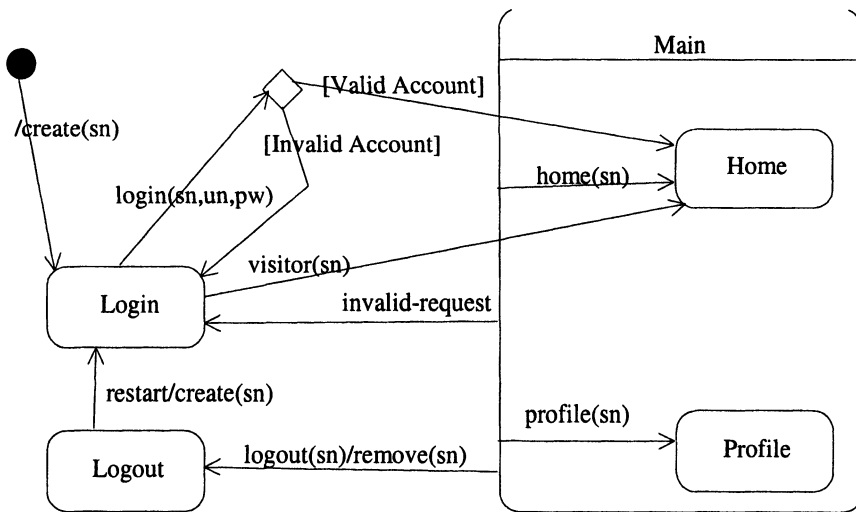 Main
[Valid Account]
/create(sn)
[Invalid Account]
Home
home(sn)
login(sn,un,pw)
visitor(sn)
Login
invalid-request
restart/create(sn)
profile(sn)
Profile
Logout
logout(sn)/remove(sn)